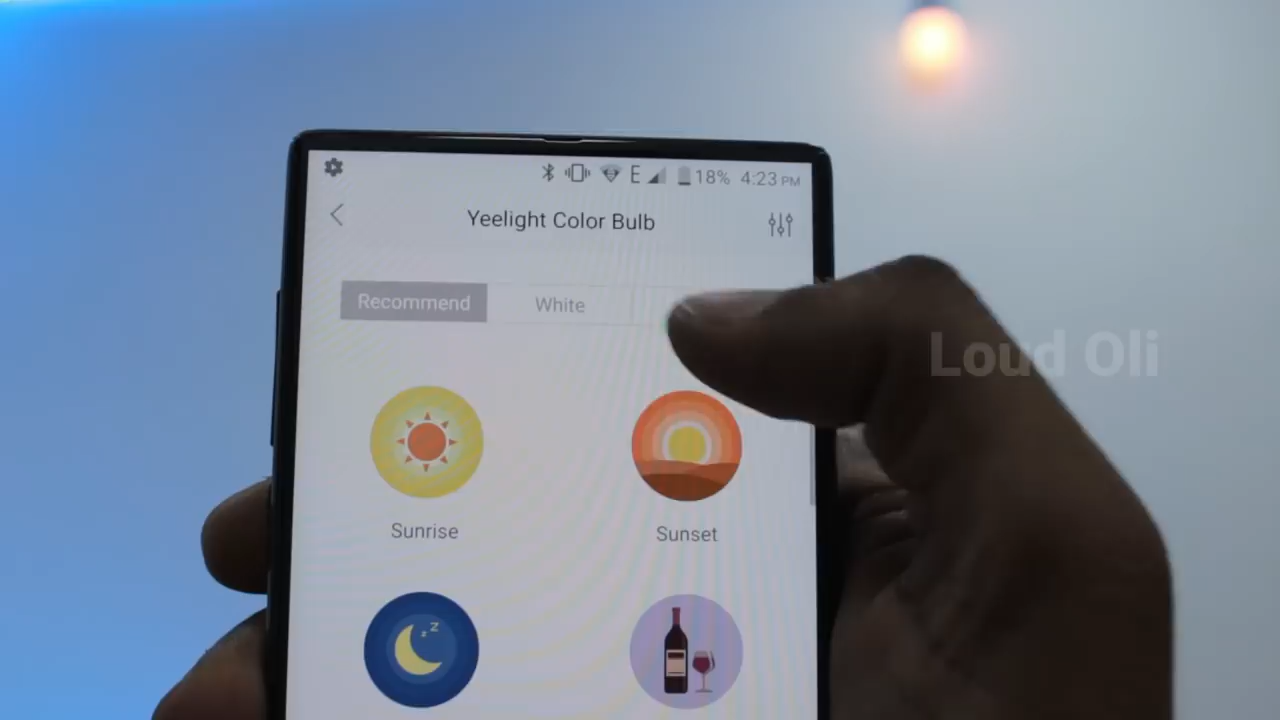 E 18% 4:23 PM
Yeelight Color Bulb
Recommend White
Loud Oli
Sunrise Sunset
z z